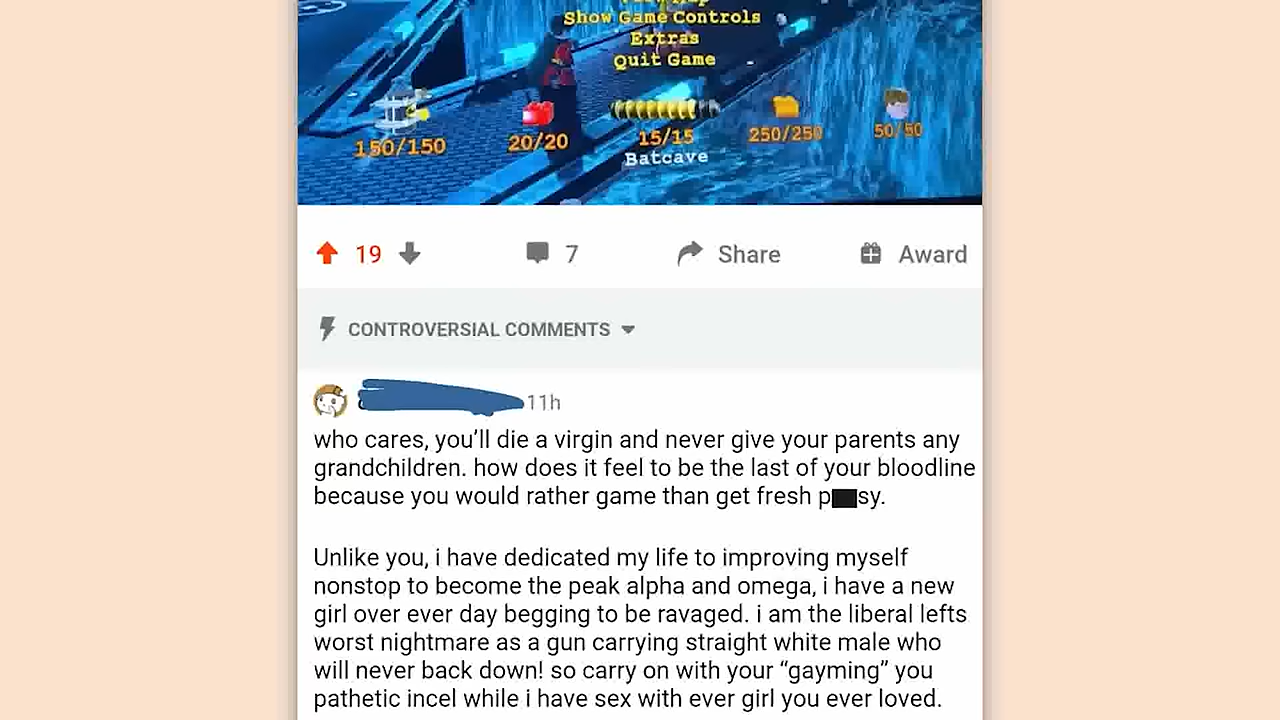 Show Game Controls
Extras
Quit Game
150/150
20/20
15/15
250/250
50/50
Batcave
19
7
Share
Award
CONTROVERSIAL COMMENTS
11h
who cares, you’ll die a virgin and never give your parents any
grandchildren. how does it feel to be the last of your bloodline
because you would rather game than get fresh p sy.
Unlike you, i have dedicated my life to improving myself
nonstop to become the peak alpha and omega, i have a new
girl over ever day begging to be ravaged. i am the liberal lefts
worst nightmare as a gun carrying straight white male who
will never back down! so carry on with your “gayming” you
pathetic incel while i have sex with ever girl you ever loved.